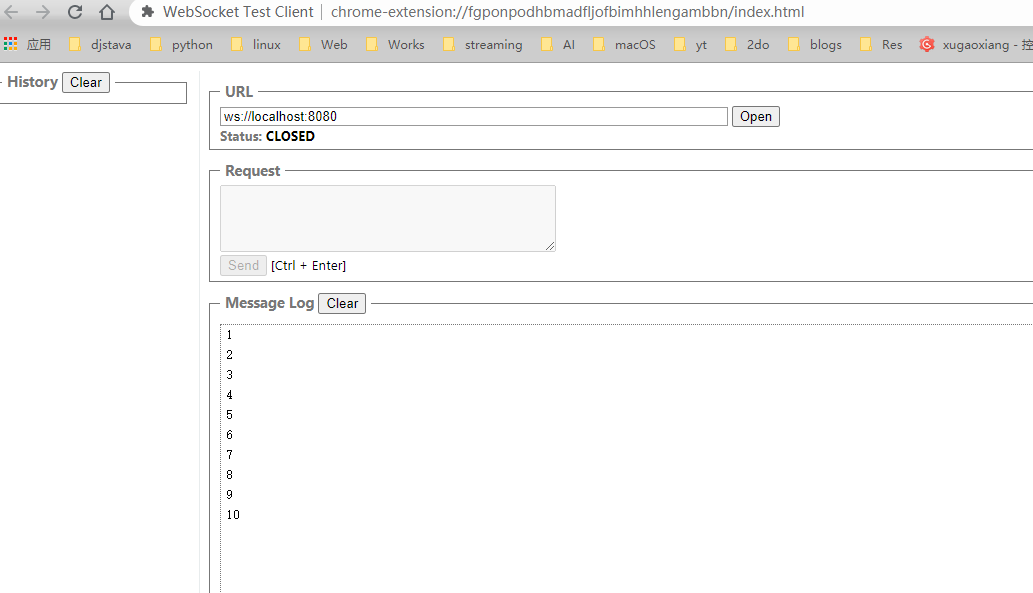 WebSocket Test Client | chrome-extension://fgponpodhbmadfljofbimhhlengambbn/index.html
应用 djstava python linux Web Works streaming AI macOS yt 2do blogs Res xugaoxiang - 控
History Clear
URL
ws://localhost:8080 Open
Status: CLOSED
Request
Send [Ctrl + Enter]
Message Log Clear
1
2
3
4
5
6
7
8
9
10